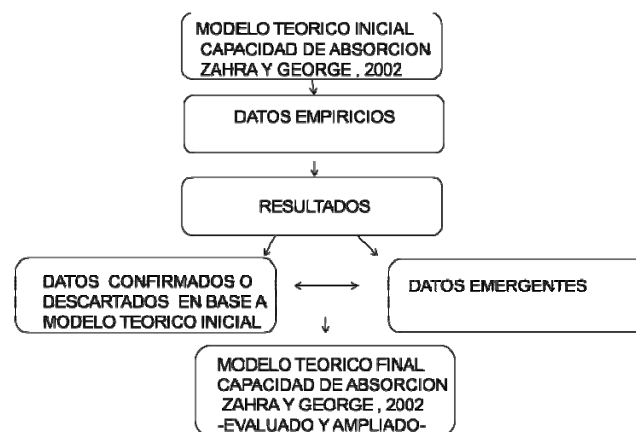 MODELO TEORICO INICIAL
CAPACIDAD DE ABSORCION
ZAHRA Y GEORGE , 2002
DATOS EMPIRICIOS
RESULTADOS
DATOS CONFIRMADOS O
DESCARTADOS EN BASE A
MODELO TEORICO INICIAL
DATOS EMERGENTES
MODELO TEORICO FINAL
CAPACIDAD DE ABSORCION
ZAHRA Y GEORGE , 2002
-EVALUADO Y AMPLIADO-